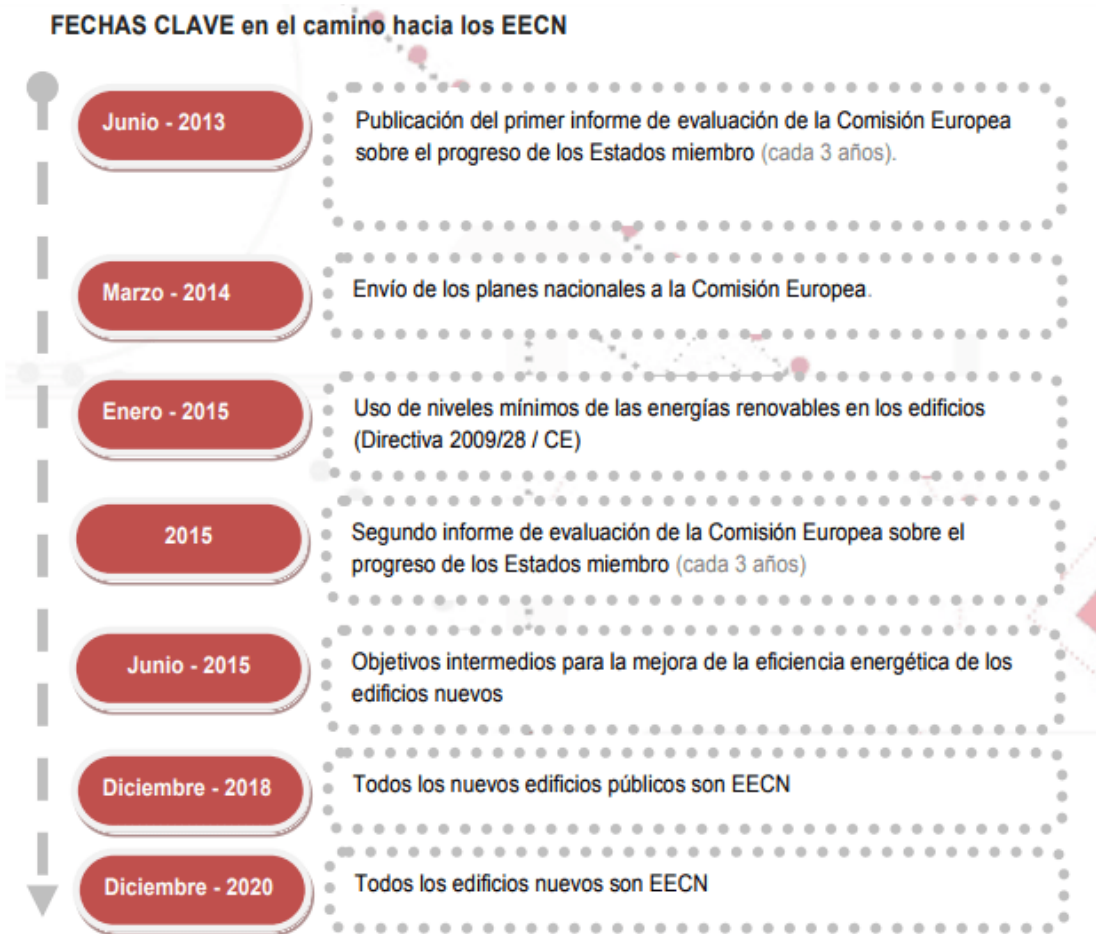 FECHAS CLAVE en el camino hacia los EECN
Junio - 2013
Publicación del primer informe de evaluación de la Comisión Europea
sobre el progreso de los Estados miembro (cada 3 años).
Marzo - 2014
Envío de los planes nacionales a la Comisión Europea.
Enero - 2015
Uso de niveles mínimos de las energías renovables en los edificios
(Directiva 2009/28 / CE)
2015
Segundo informe de evaluación de la Comisión Europea sobre el
progreso de los Estados miembro (cada 3 años)
Junio - 2015
Objetivos intermedios para la mejora de la eficiencia energética de los
edificios nuevos
Diciembre - 2018
Todos los nuevos edificios públicos son EECN
Diciembre - 2020
Todos los edificios nuevos son EECN